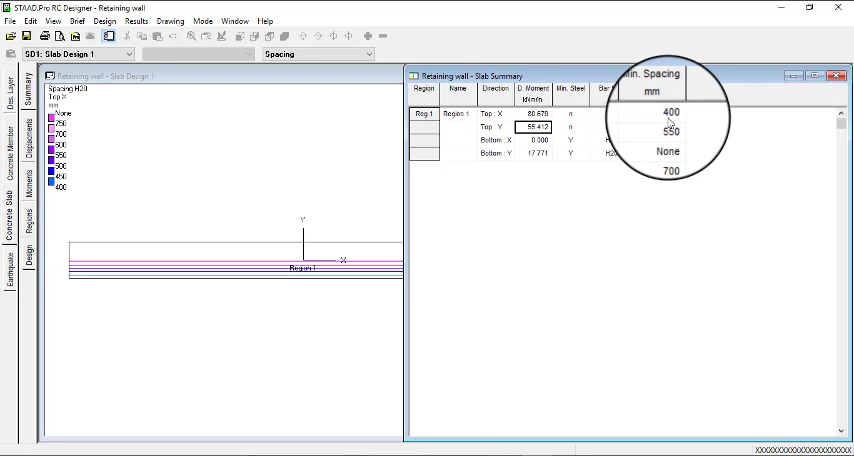 STAAD.Pro RC Designer - Retaining wall
File Edit View Brief Design Results Drawing Mode Window Help
SD1: Slab Design 1 Spacing
Des. Layer
Concrete Member
Concrete Slab
Earthquake
Summary
Displacments
Moments
Regions
Design
Retaining wall - Slab Design 1
Spacing H20
Top X
mm
None
750
700
600
550
500
450
400
Y
X
Region 1
Retaining wall - Slab Summary
Region Name Direction D. Moment Min. Steel Bar Min. Spacing
kNm/m mm
Reg 1 Region 1 Top : X 80.679 n 400
Top : Y 55.412 n 550
Bottom : X 0.000 Y None
Bottom : Y 17.771 Y H20 700
XXXXXXXXXXXXXXXXXXXXXX